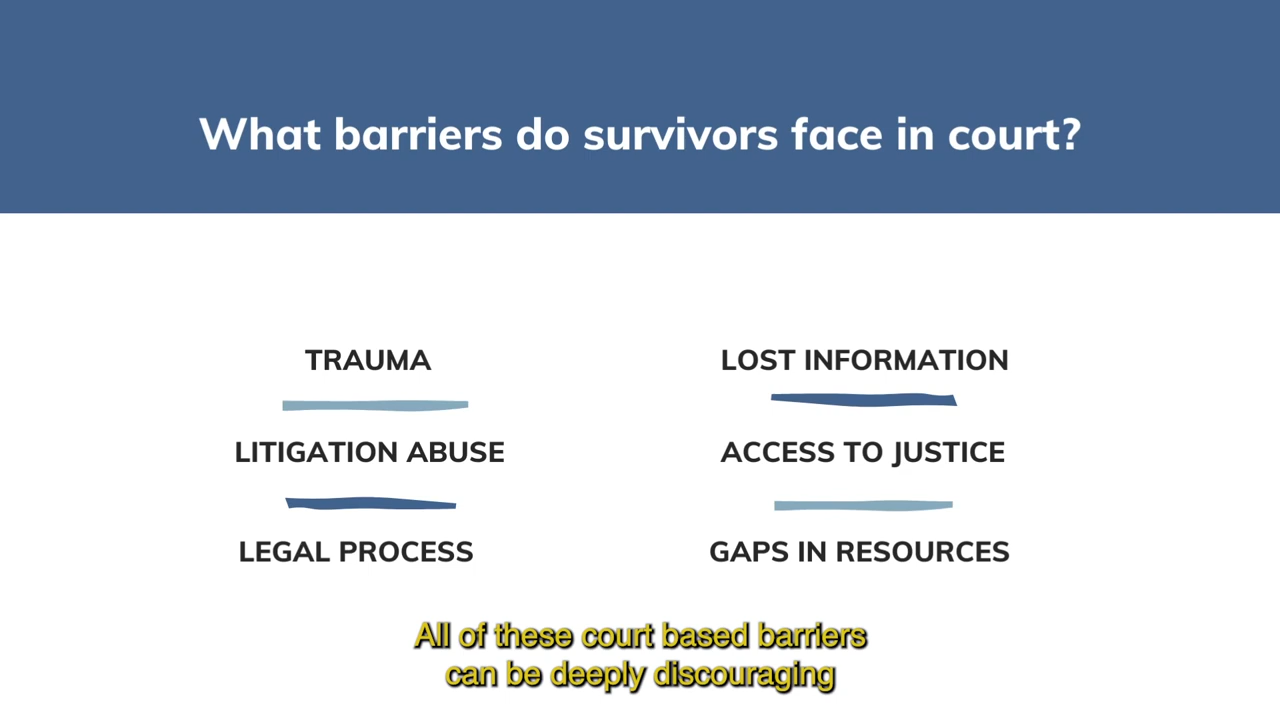 What barriers do survivors face in court?
TRAUMA
LITIGATION ABUSE
LEGAL PROCESS
LOST INFORMATION
ACCESS TO JUSTICE
GAPS IN RESOURCES
All of these court based barriers
can be deeply discouraging